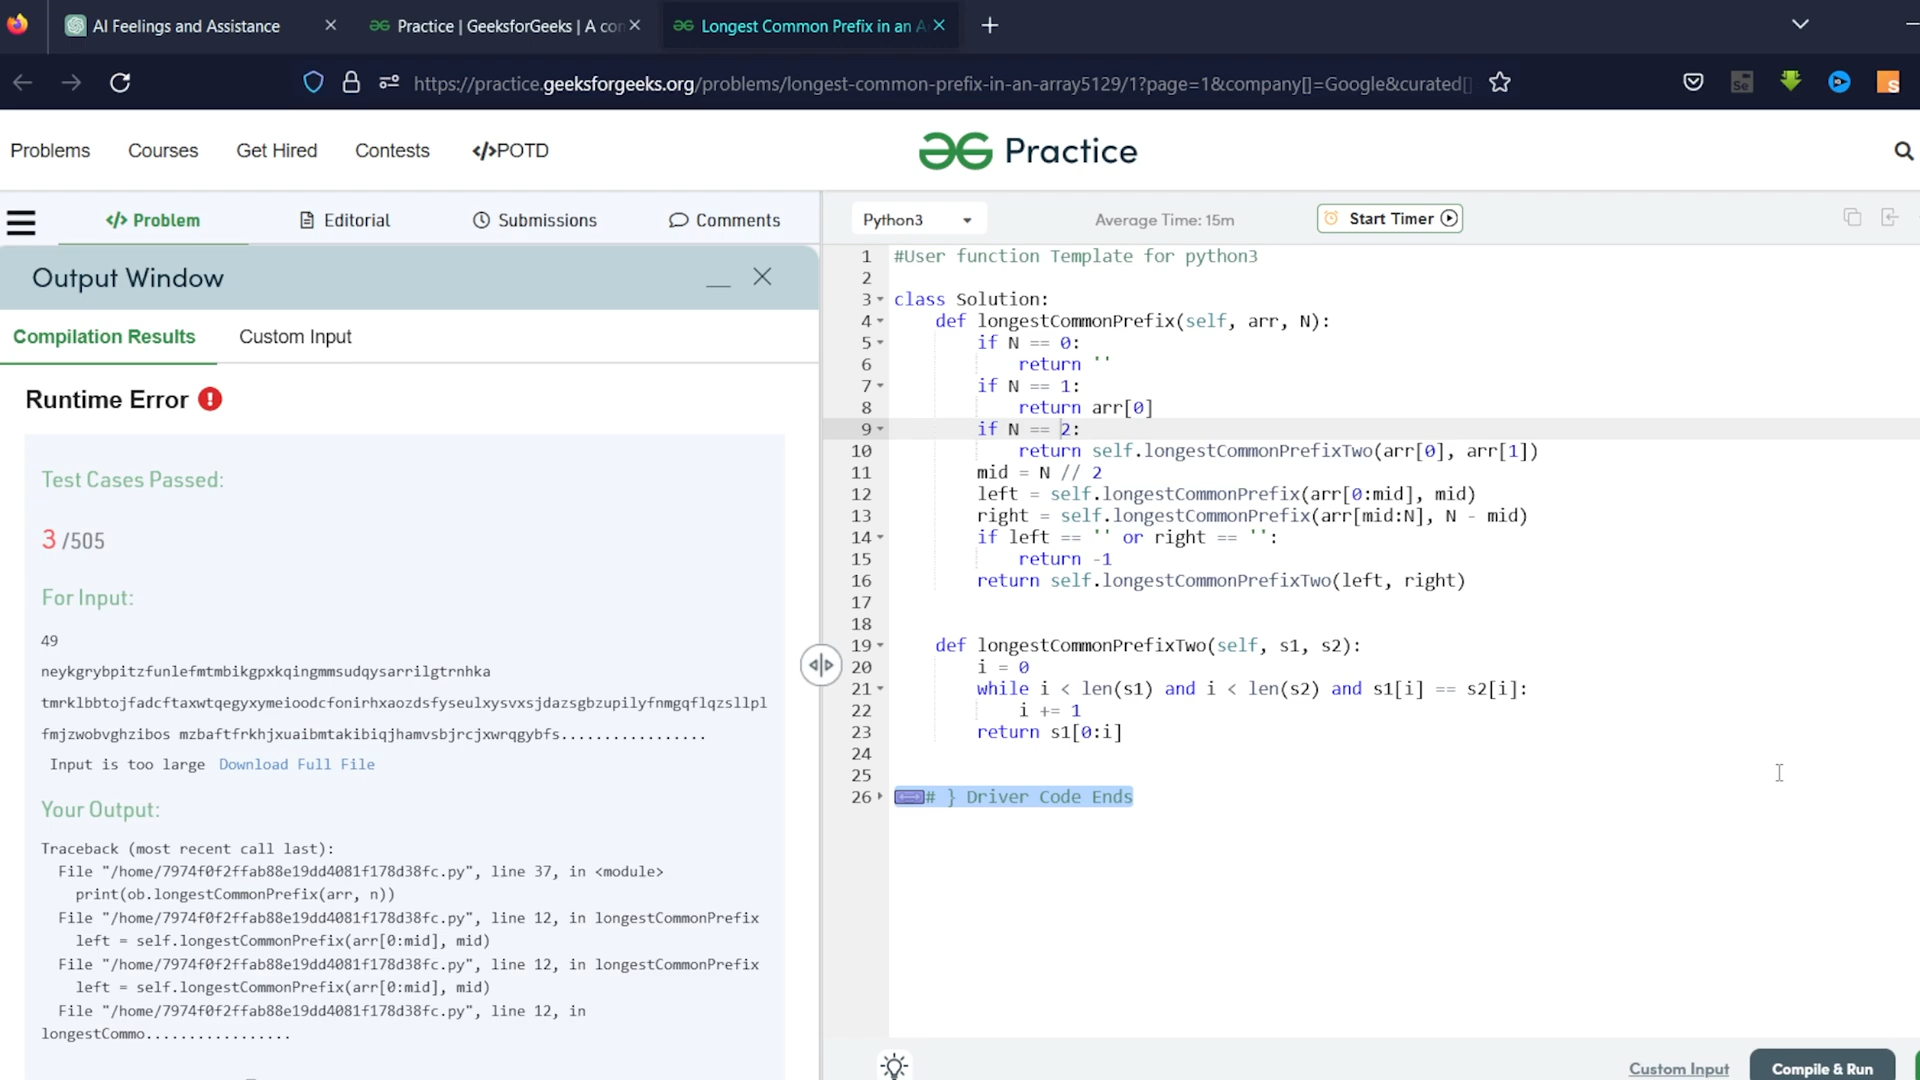 AI Feelings and Assistance
Practice | GeeksforGeeks | A con
Longest Common Prefix in an A
https://practice.geeksforgeeks.org/problems/longest-common-prefix-in-an-array5129/1?page=1&company[]=Google&curated[]
Problems
Courses
Get Hired
Contests
</>POTD
Practice
</> Problem
Editorial
Submissions
Comments
Python3
Average Time: 15m
Start Timer
Output Window
Compilation Results
Custom Input
Runtime Error
Test Cases Passed:
3 /505
For Input:
49
neykgrybpitzfunlefmtmbikgpxkqingmmsudqysarrilgtrnhka
tmrklbbtojfadcftaxwtqegyxymeioodcfonirhxaozdsfyseulxysvxsjdazsgbzupilyfnmgqflqzsllpl
fmjzwobvghzibos mzbaftfrkhjxuaibmtakibiqjhamvsbjrcjxwrqgybfs.................
Input is too large Download Full File
Your Output:
Traceback (most recent call last):
File "/home/7974f0f2ffab88e19dd4081f178d38fc.py", line 37, in <module>
print(ob.longestCommonPrefix(arr, n))
File "/home/7974f0f2ffab88e19dd4081f178d38fc.py", line 12, in longestCommonPrefix
left = self.longestCommonPrefix(arr[0:mid], mid)
File "/home/7974f0f2ffab88e19dd4081f178d38fc.py", line 12, in longestCommonPrefix
left = self.longestCommonPrefix(arr[0:mid], mid)
File "/home/7974f0f2ffab88e19dd4081f178d38fc.py", line 12, in
longestCommo.................
1 #User function Template for python3
2
3 class Solution:
4 def longestCommonPrefix(self, arr, N):
5 if N == 0:
6 return ''
7 if N == 1:
8 return arr[0]
9 if N == 2:
10 return self.longestCommonPrefixTwo(arr[0], arr[1])
11 mid = N // 2
12 left = self.longestCommonPrefix(arr[0:mid], mid)
13 right = self.longestCommonPrefix(arr[mid:N], N - mid)
14 if left == '' or right == '':
15 return -1
16 return self.longestCommonPrefixTwo(left, right)
17
18
19 def longestCommonPrefixTwo(self, s1, s2):
20 i = 0
21 while i < len(s1) and i < len(s2) and s1[i] == s2[i]:
22 i += 1
23 return s1[0:i]
24
25
26 # } Driver Code Ends
Custom Input
Compile & Run